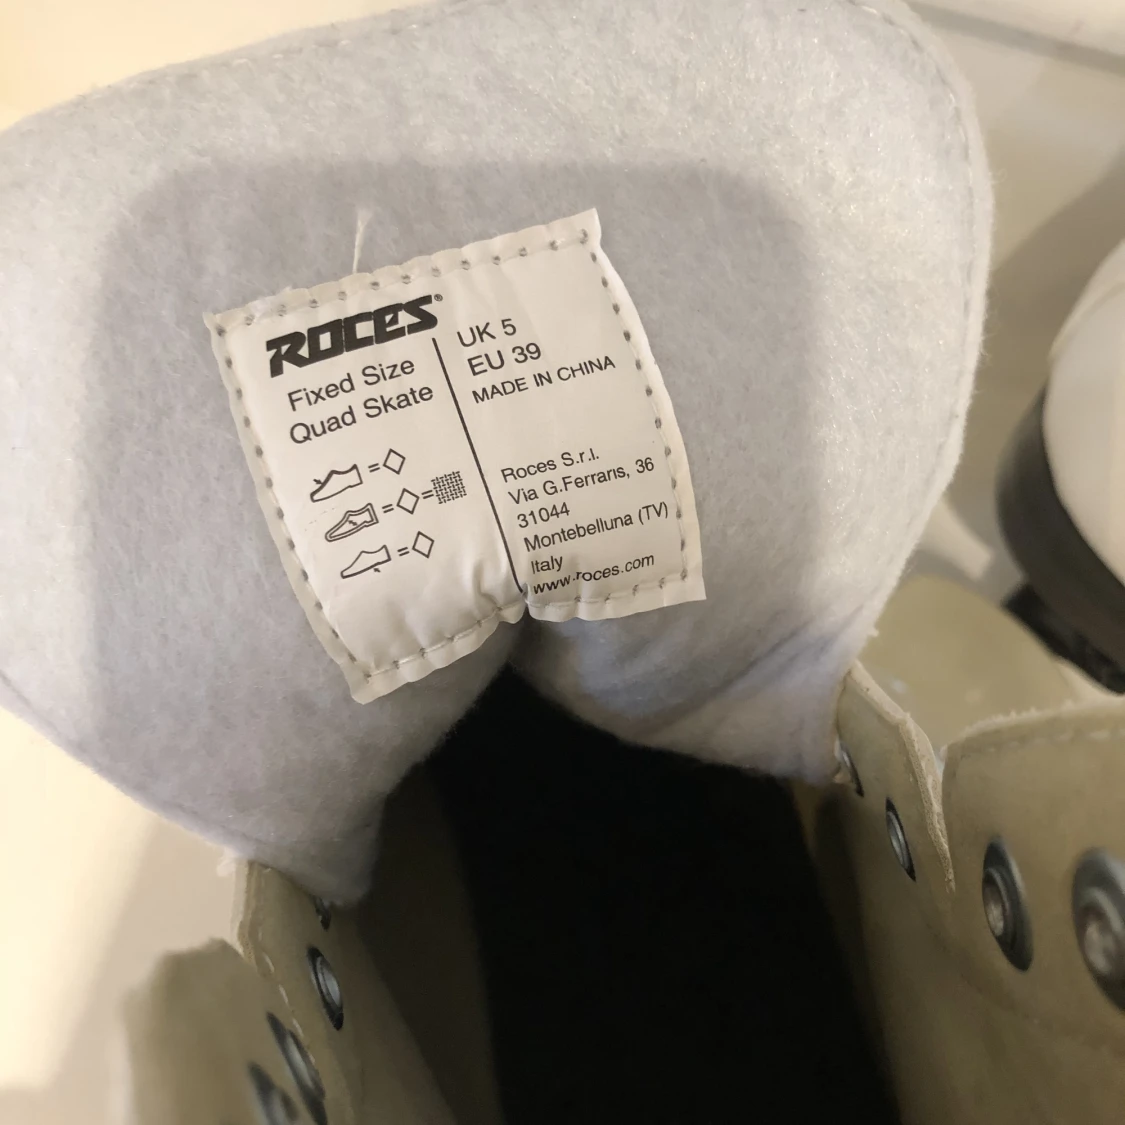 ROCES®
Fixed Size
Quad Skate
UK 5
EU 39
MADE IN CHINA
Roces S.r.l.
Via G.Ferraris, 36
31044
Montebelluna (TV)
Italy
www.roces.com